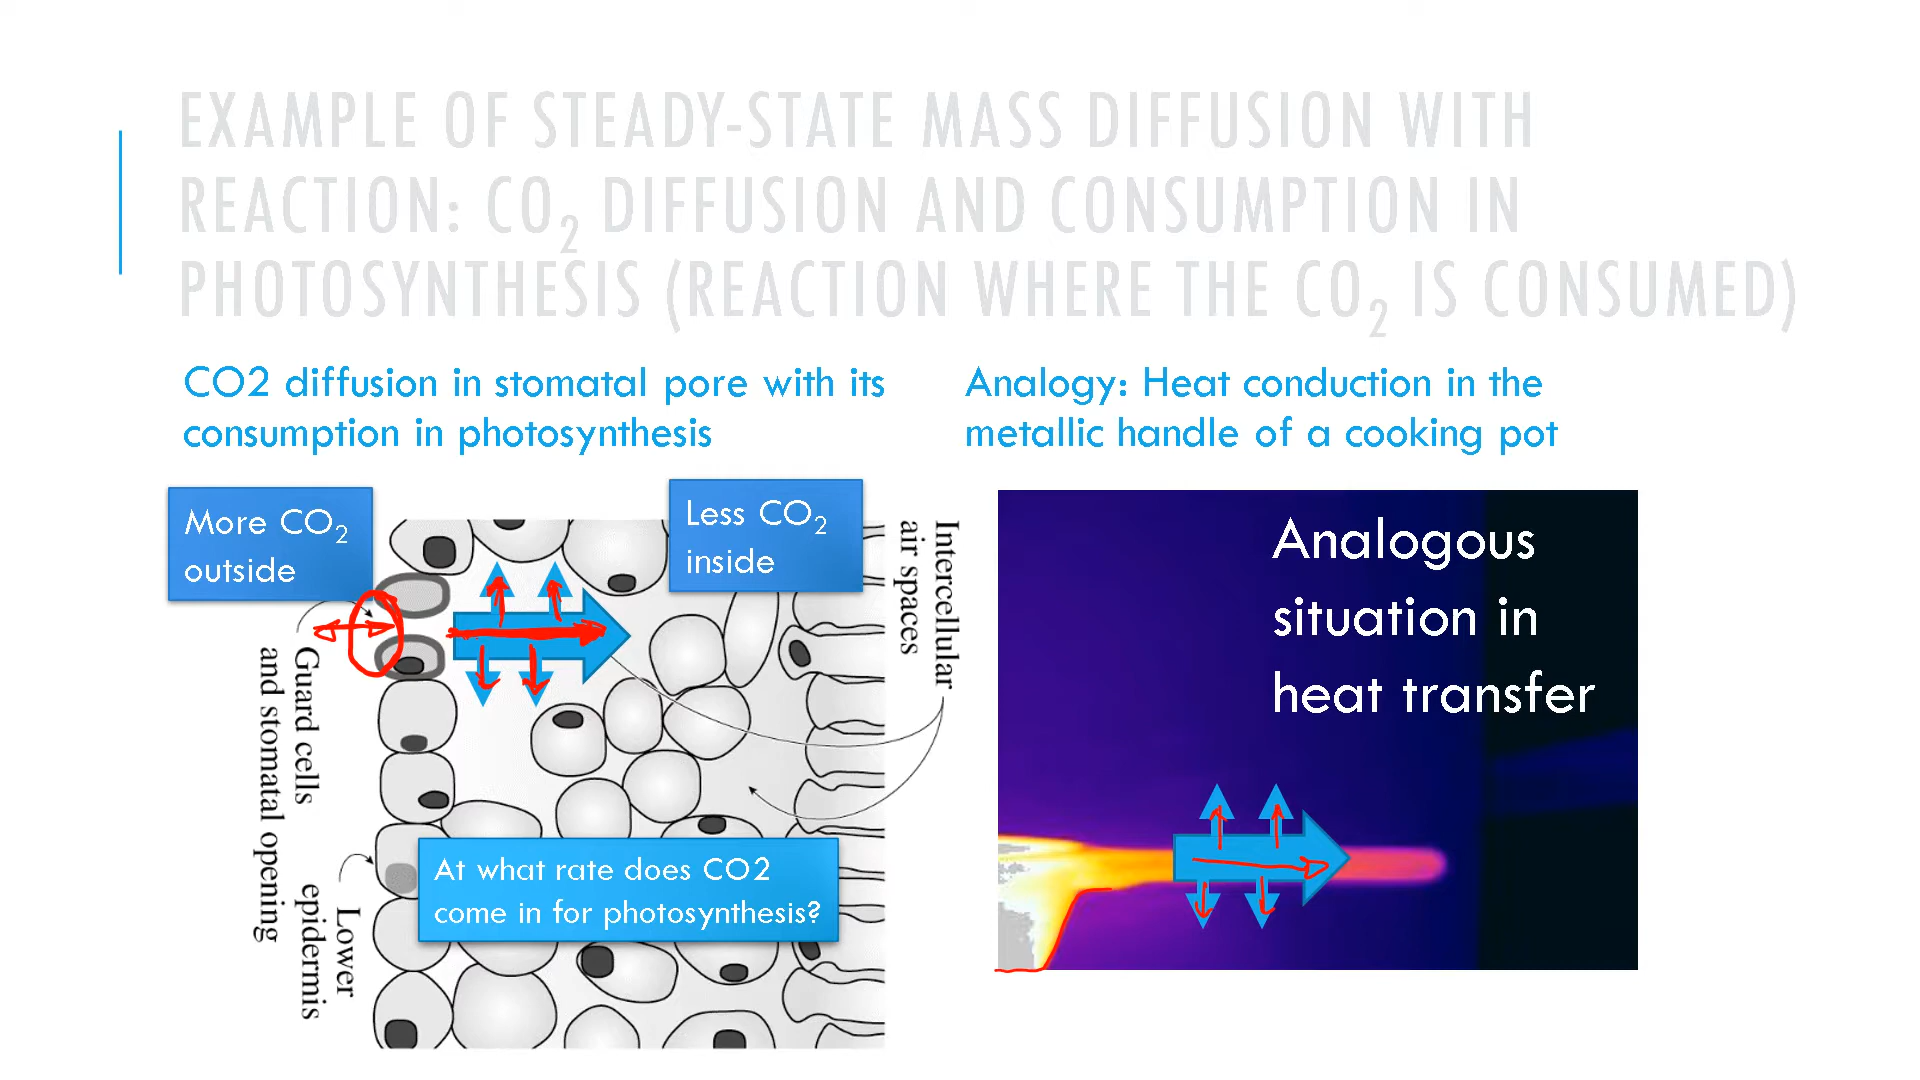 EXAMPLE OF STEADY-STATE MASS DIFFUSION WITH
REACTION: CO2 DIFFUSION AND CONSUMPTION IN
PHOTOSYNTHESIS (REACTION WHERE THE CO2 IS CONSUMED)
CO2 diffusion in stomatal pore with its
consumption in photosynthesis
More CO2
outside
Less CO2
inside
Intercellular
air spaces
Guard cells
and stomatal opening
Lower
epidermis
At what rate does CO2
come in for photosynthesis?
Analogy: Heat conduction in the
metallic handle of a cooking pot
Analogous
situation in
heat transfer